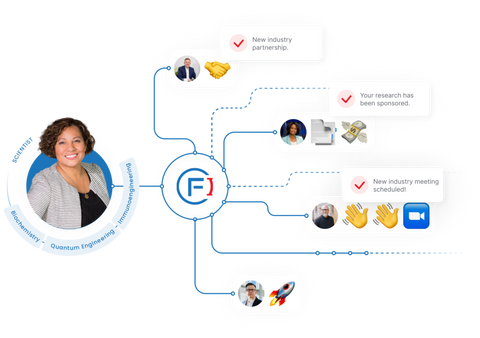 New industry
partnership.
Your research has
been sponsored.
New industry meeting
scheduled!
SCIENTIST
Biochemistry – Quantum Engineering – Immunoengineering